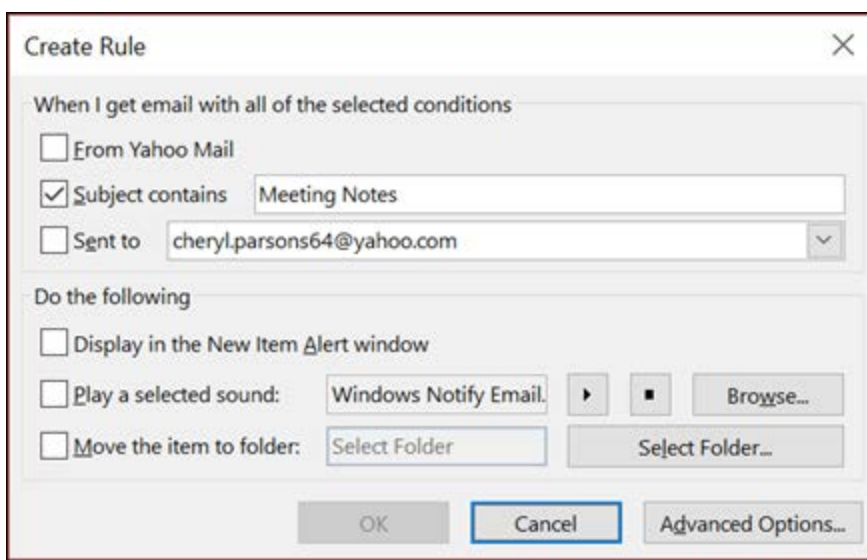 Create Rule
When I get email with all of the selected conditions
From Yahoo Mail
Subject contains Meeting Notes
Sent to cheryl.parsons64@yahoo.com
Do the following
Display in the New Item Alert window
Play a selected sound: Windows Notify Email. Browse...
Move the item to folder: Select Folder Select Folder...
OK Cancel Advanced Options...